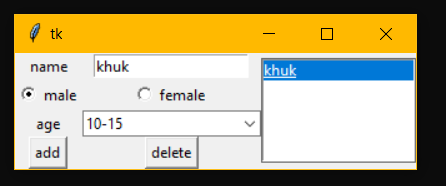 tk
name khuk khuk
male female
age 10-15
add delete